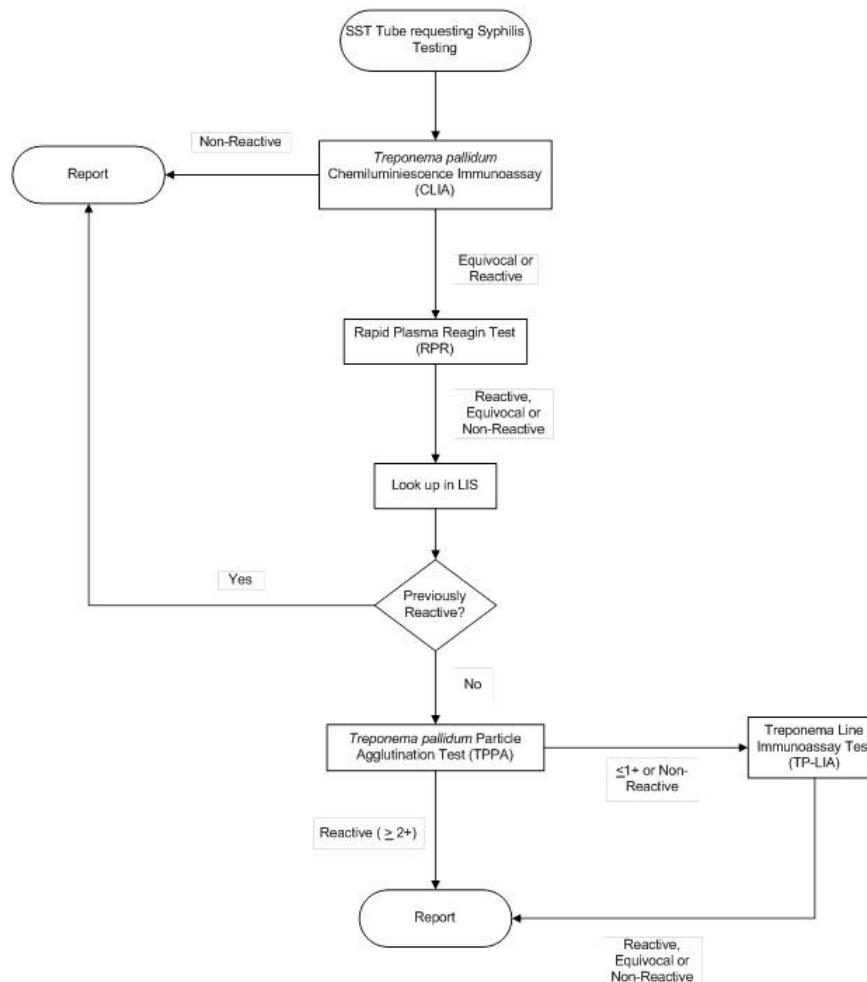 SST Tube requesting Syphilis
Testing
Non-Reactive
Report
Treponema pallidum
Chemiluminiescence Immunoassay
(CLIA)
Equivocal or
Reactive
Rapid Plasma Reagin Test
(RPR)
Reactive,
Equivocal or
Non-Reactive
Look up in LIS
Yes
Previously
Reactive?
No
Treponema pallidum Particle
Agglutination Test (TPPA)
Treponema Line
Immunoassay Test
(TP-LIA)
≤1+ or Non-
Reactive
Reactive ( ≥ 2+)
Report
Reactive,
Equivocal or
Non-Reactive